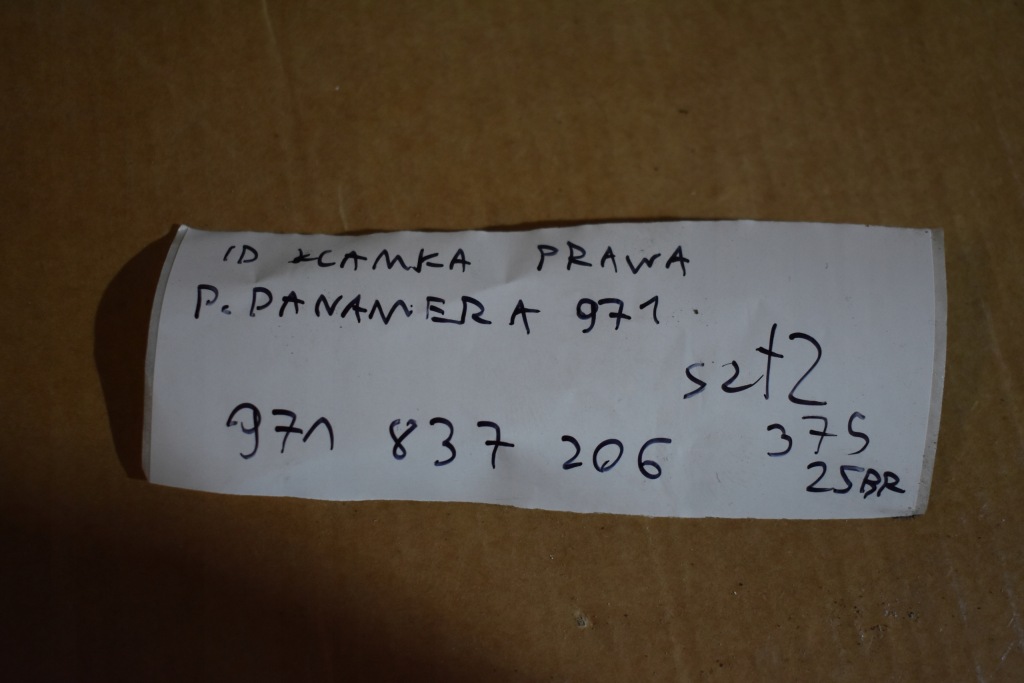 1D KLAMKA PRAWA
P. PANAMERA 971
szt2
971 837 206 375
25BR